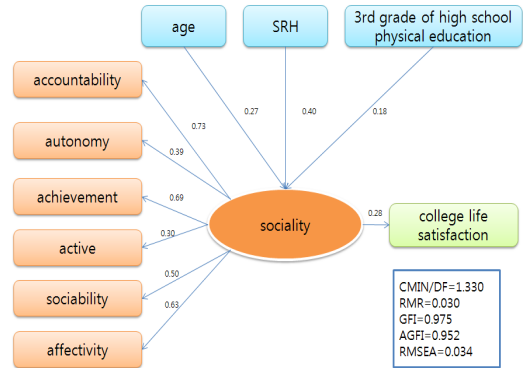 age
SRH
3rd grade of high school
physical education
accountability
autonomy
achievement
active
sociability
affectivity
0.27
0.40
0.18
0.73
0.39
0.69
0.30
0.50
0.63
sociality
0.28
college life
satisfaction
CMIN/DF=1.330
RMR=0.030
GFI=0.975
AGFI=0.952
RMSEA=0.034